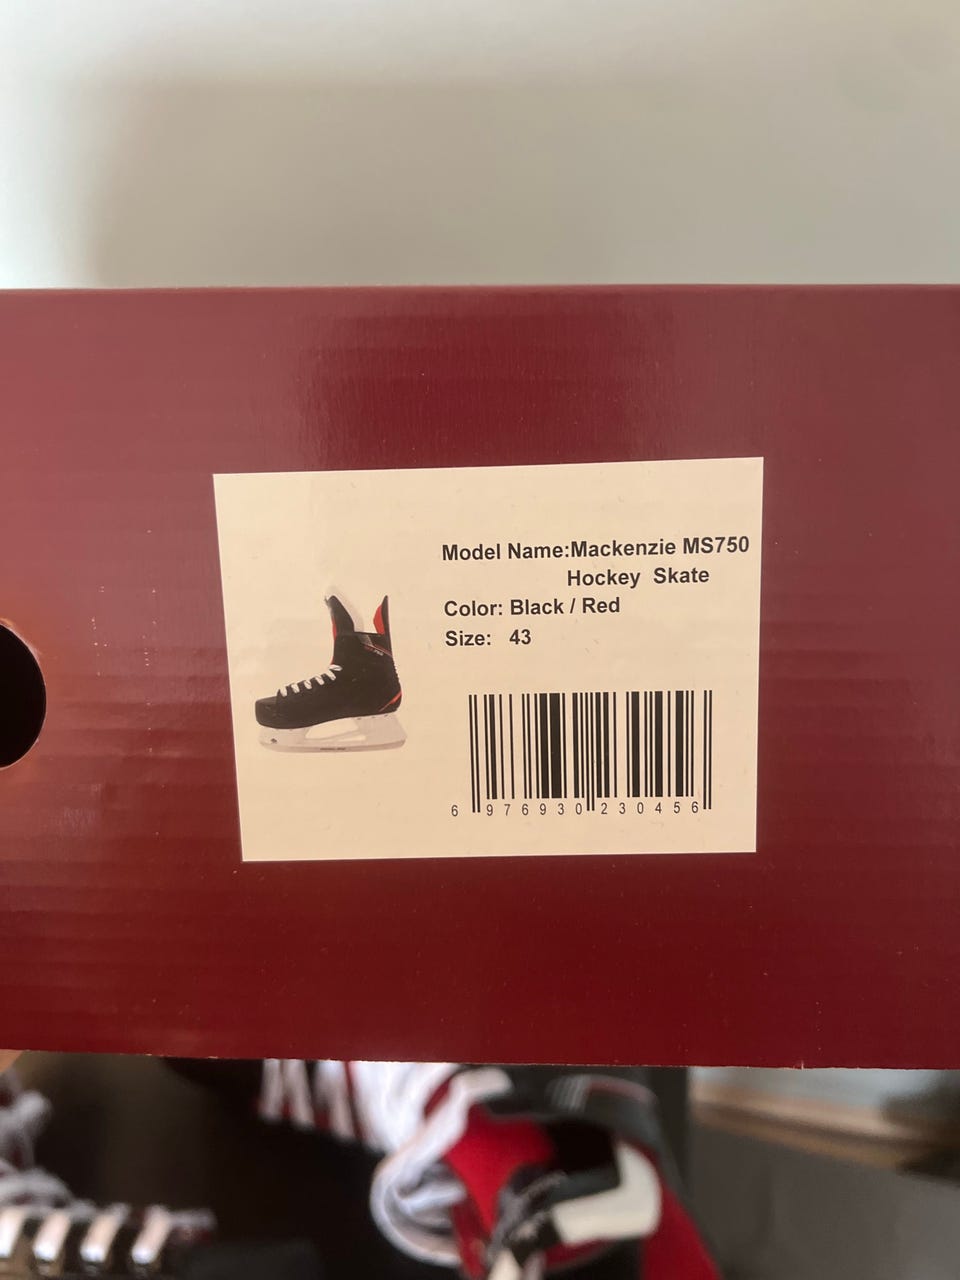 Model Name:Mackenzie MS750
Hockey Skate
Color: Black / Red
Size: 43
6 976930 230456